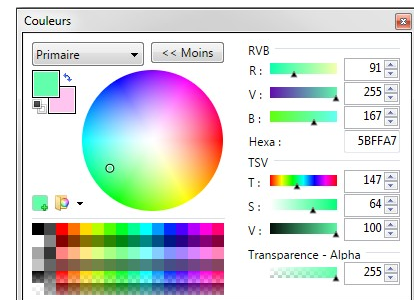 Couleurs
Primaire
<< Moins
RVB
R : 91
V : 255
B : 167
Hexa : 5BFFA7
TSV
T : 147
S : 64
V : 100
Transparence - Alpha
255